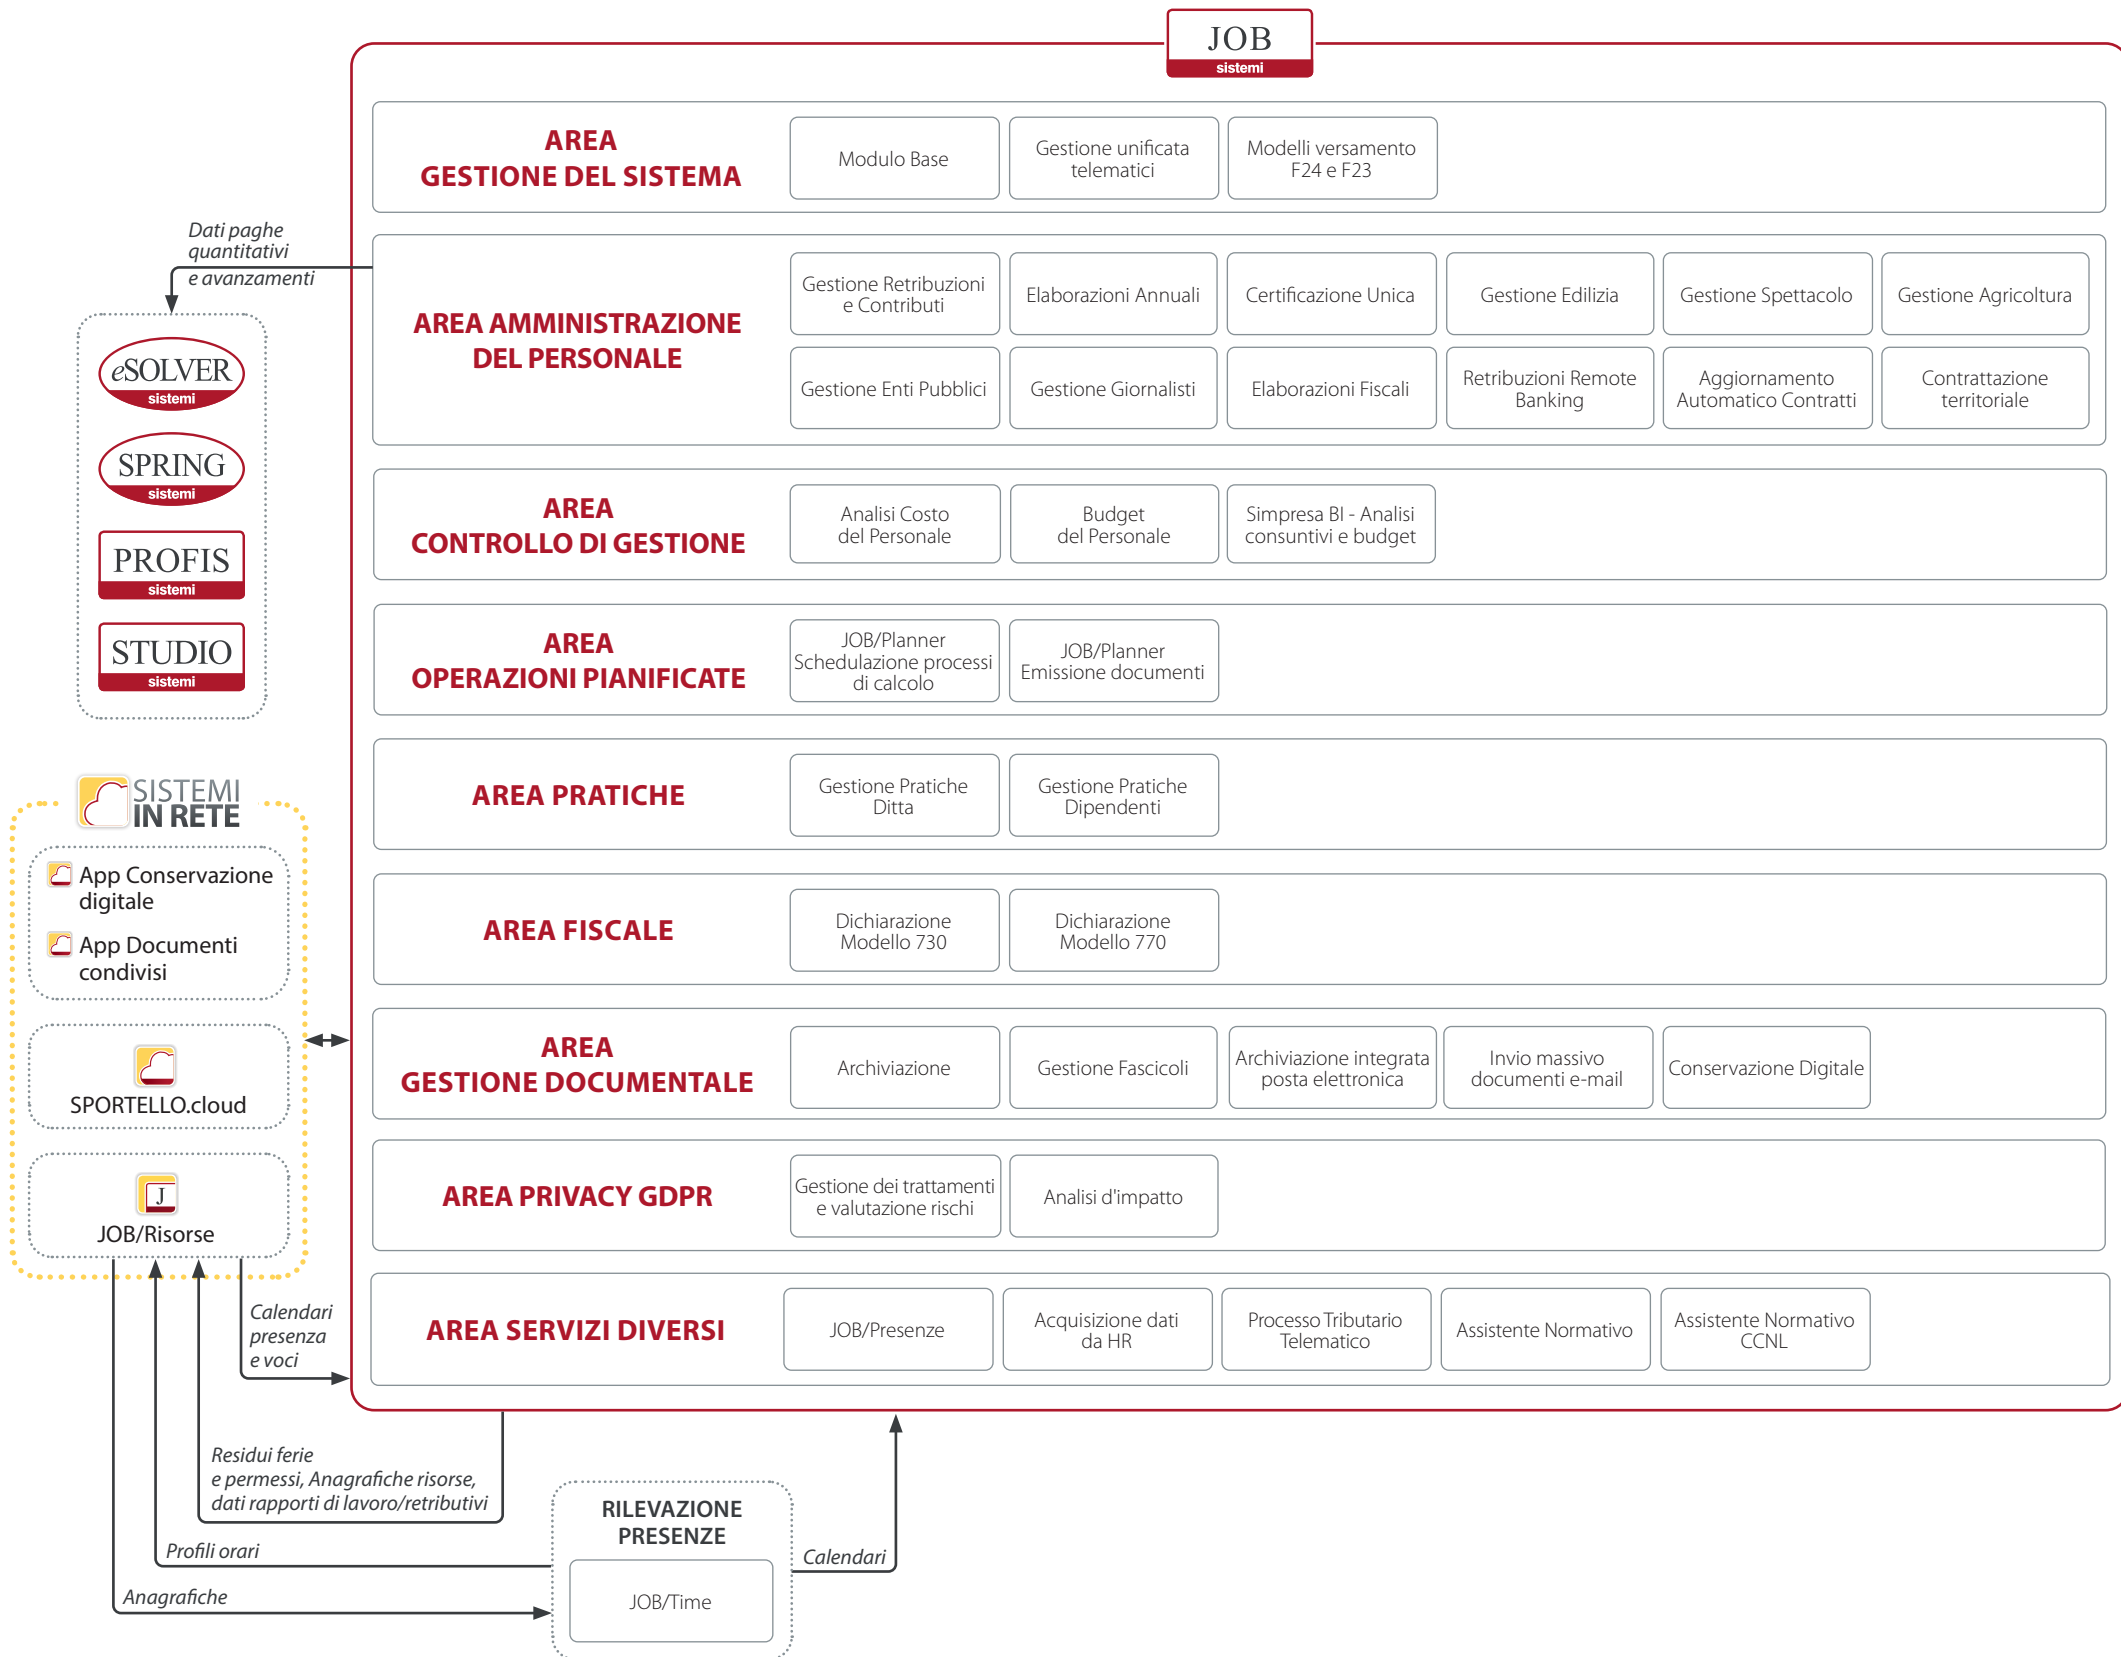 JOB
sistemi
AREA
GESTIONE DEL SISTEMA
Modulo Base
Gestione unificata
telematici
Modelli versamento
F24 e F23
Dati paghe
quantitativi
e avanzamenti
AREA AMMINISTRAZIONE
DEL PERSONALE
Gestione Retribuzioni
e Contributi
Elaborazioni Annuali
Certificazione Unica
Gestione Edilizia
Gestione Spettacolo
Gestione Agricoltura
Gestione Enti Pubblici
Gestione Giornalisti
Elaborazioni Fiscali
Retribuzioni Remote
Banking
Aggiornamento
Automatico Contratti
Contrattazione
territoriale
eSOLVER
sistemi
SPRING
sistemi
PROFIS
sistemi
STUDIO
sistemi
AREA
CONTROLLO DI GESTIONE
Analisi Costo
del Personale
Budget
del Personale
Simpresa BI - Analisi
consuntivi e budget
AREA
OPERAZIONI PIANIFICATE
JOB/Planner
Schedulazione processi
di calcolo
JOB/Planner
Emissione documenti
AREA PRATICHE
Gestione Pratiche
Ditta
Gestione Pratiche
Dipendenti
SISTEMI
IN RETE
App Conservazione
digitale
App Documenti
condivisi
SPORTELLO.cloud
J
JOB/Risorse
AREA FISCALE
Dichiarazione
Modello 730
Dichiarazione
Modello 770
AREA
GESTIONE DOCUMENTALE
Archiviazione
Gestione Fascicoli
Archiviazione integrata
posta elettronica
Invio massivo
documenti e-mail
Conservazione Digitale
AREA PRIVACY GDPR
Gestione dei trattamenti
e valutazione rischi
Analisi d'impatto
AREA SERVIZI DIVERSI
JOB/Presenze
Acquisizione dati
da HR
Processo Tributario
Telematico
Assistente Normativo
Assistente Normativo
CCNL
Calendari
presenza
e voci
Residui ferie
e permessi, Anagrafiche risorse,
dati rapporti di lavoro/retributivi
Profili orari
Anagrafiche
RILEVAZIONE
PRESENZE
JOB/Time
Calendari